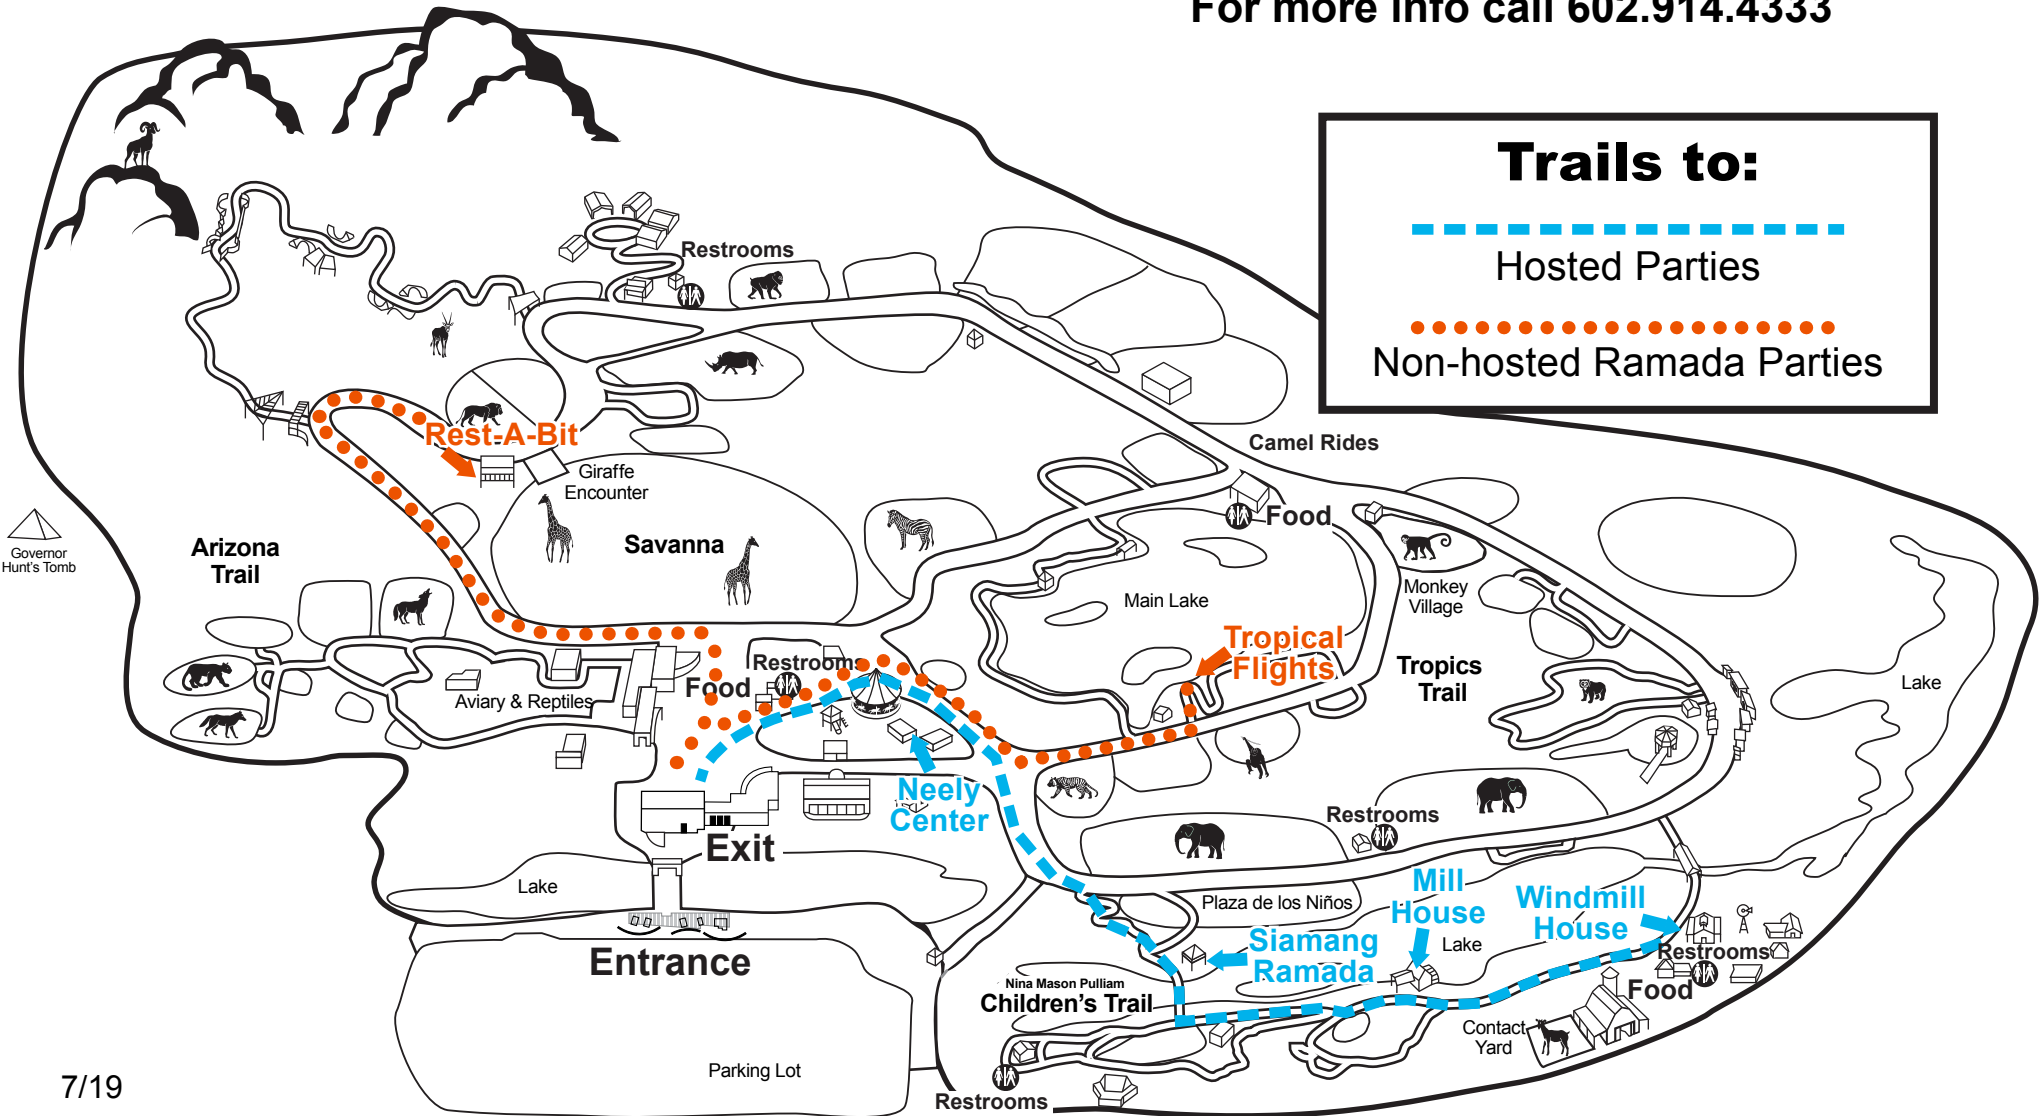 For more info call 602.914.4333
Trails to:
Hosted Parties
Non-hosted Ramada Parties
Restrooms
Rest-A-Bit
Giraffe
Encounter
Camel Rides
Food
Governor
Hunt's Tomb
Arizona
Trail
Savanna
Main Lake
Monkey
Village
Tropical
Flights
Tropics
Trail
Lake
Restrooms
Food
Aviary & Reptiles
Neely
Center
Exit
Restrooms
Lake
Plaza de los Niños
Mill
House
Windmill
House
Lake
Siamang
Ramada
Restrooms
Food
Entrance
Nina Mason Pulliam
Children's Trail
Contact
Yard
Parking Lot
7/19
Restrooms